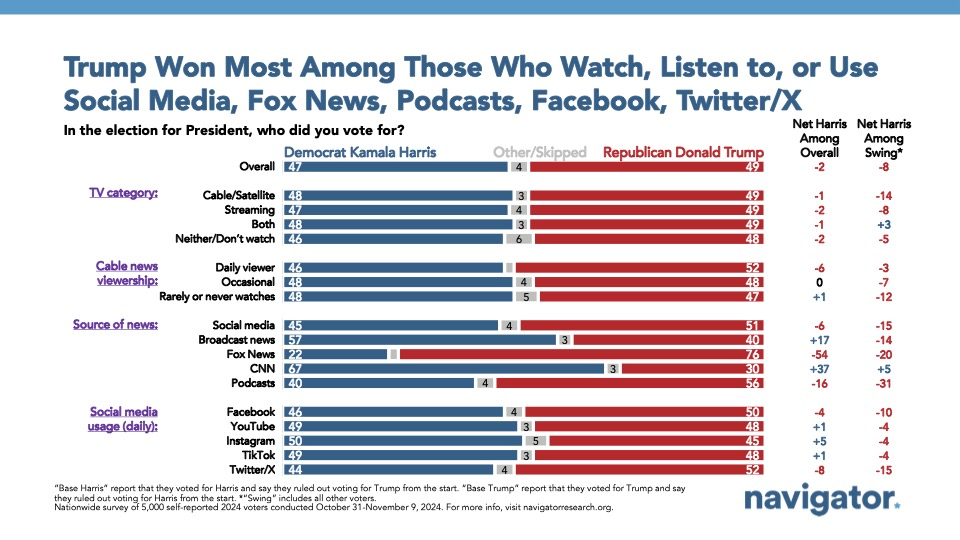 Trump Won Most Among Those Who Watch, Listen to, or Use
Social Media, Fox News, Podcasts, Facebook, Twitter/X
In the election for President, who did you vote for?
Net Harris Among Overall
Net Harris Among Swing*
Democrat Kamala Harris Other/Skipped Republican Donald Trump
Overall 47 4 49 -2 -8
TV category:
Cable/Satellite 48 3 49 -1 -14
Streaming 47 4 49 -2 -8
Both 48 3 49 -1 +3
Neither/Don't watch 46 6 48 -2 -5
Cable news viewership:
Daily viewer 46 52 -6 -3
Occasional 48 4 48 0 -7
Rarely or never watches 48 5 47 +1 -12
Source of news:
Social media 45 4 51 -6 -15
Broadcast news 57 3 40 +17 -14
Fox News 22 76 -54 -20
CNN 67 3 30 +37 +5
Podcasts 40 4 56 -16 -31
Social media usage (daily):
Facebook 46 4 50 -4 -10
YouTube 49 3 48 +1 -4
Instagram 50 5 45 +5 -4
TikTok 49 3 48 +1 -4
Twitter/X 44 4 52 -8 -15
"Base Harris" report that they voted for Harris and say they ruled out voting for Trump from the start. "Base Trump" report that they voted for Trump and say
they ruled out voting for Harris from the start. *"Swing" includes all other voters.
Nationwide survey of 5,000 self-reported 2024 voters conducted October 31-November 9, 2024. For more info, visit navigatorresearch.org.
navigator.